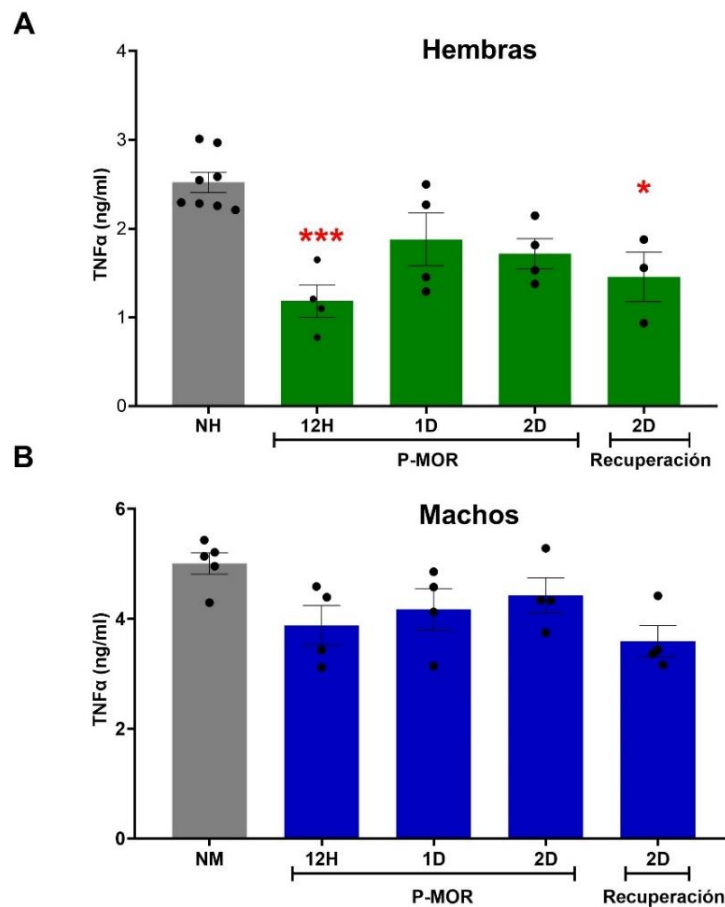 A
Hembras
TNFα (ng/ml)
4
3
2
1
0
***
*
NH 12H 1D 2D 2D
P-MOR Recuperación
B
Machos
TNFα (ng/ml)
6
4
2
0
NM 12H 1D 2D 2D
P-MOR Recuperación